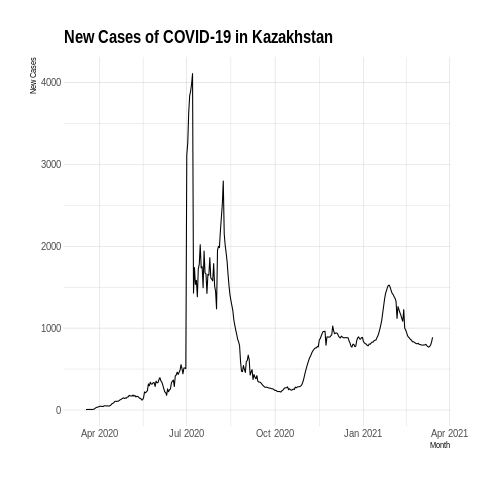 New Cases of COVID-19 in Kazakhstan
New Cases
4000
3000
2000
1000
0
Apr 2020 Jul 2020 Oct 2020 Jan 2021 Apr 2021
Month